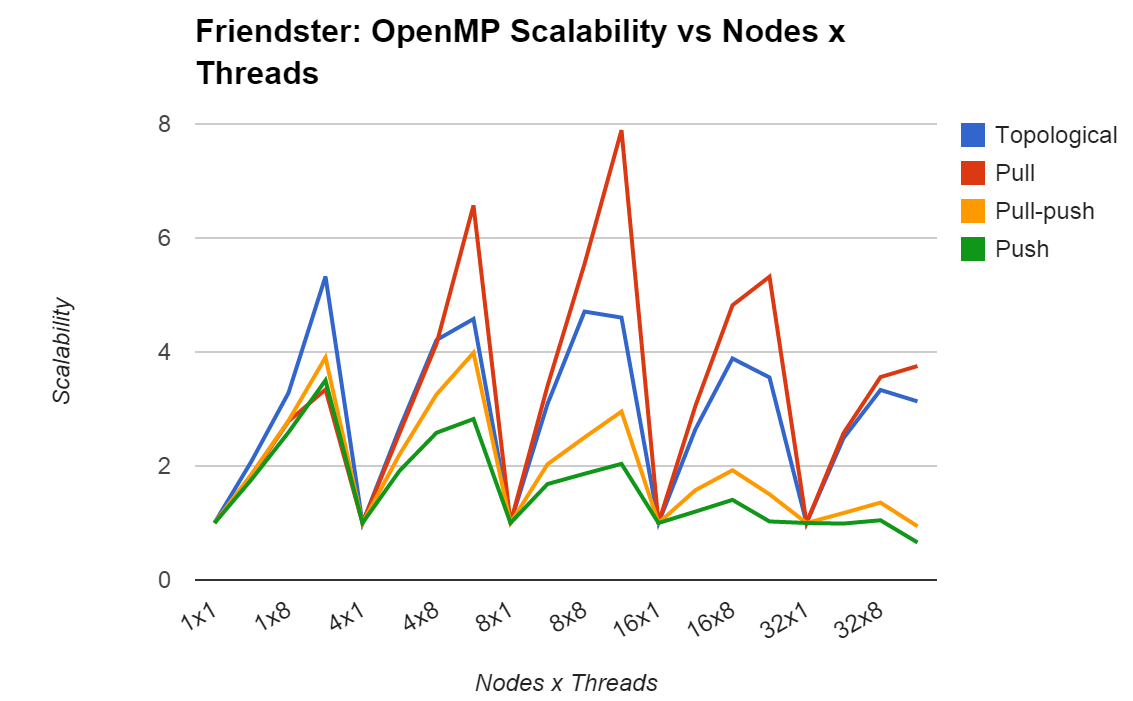 Friendster: OpenMP Scalability vs Nodes x
Threads
8
6
4
2
0
Scalability
Topological
Pull
Pull-push
Push
1x1
1x8
4x1
4x8
8x1
8x8
16x1
16x8
32x1
32x8
Nodes x Threads